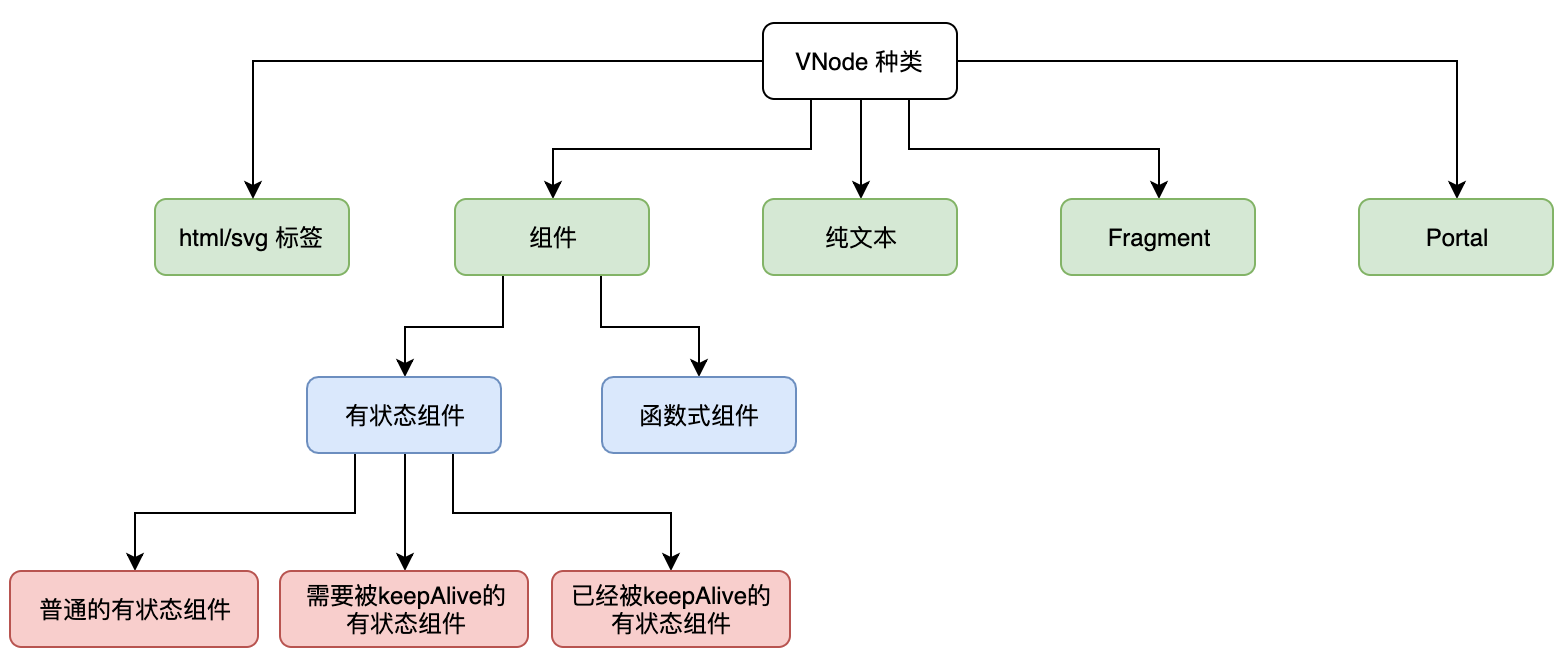 VNode 种类
html/svg 标签
组件
纯文本
Fragment
Portal
有状态组件
函数式组件
普通的有状态组件
需要被keepAlive的
有状态组件
已经被keepAlive的
有状态组件